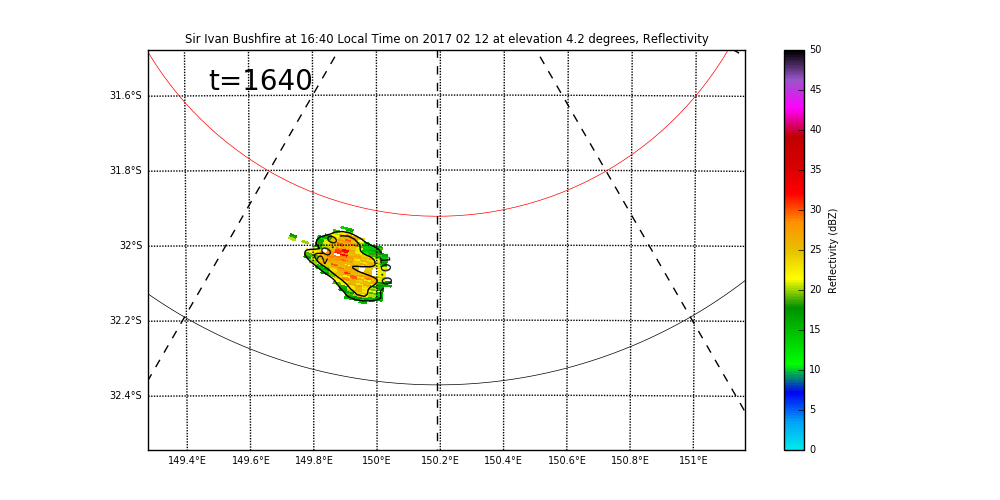 Sir Ivan Bushfire at 16:40 Local Time on 2017 02 12 at elevation 4.2 degrees, Reflectivity
t=1640
31.6°S
31.8°S
32°S
32.2°S
32.4°S
149.4°E
149.6°E
149.8°E
150°E
150.2°E
150.4°E
150.6°E
150.8°E
151°E
20.0
10.0
50
45
40
35
30
25
20
15
10
5
0
Reflectivity (dBZ)